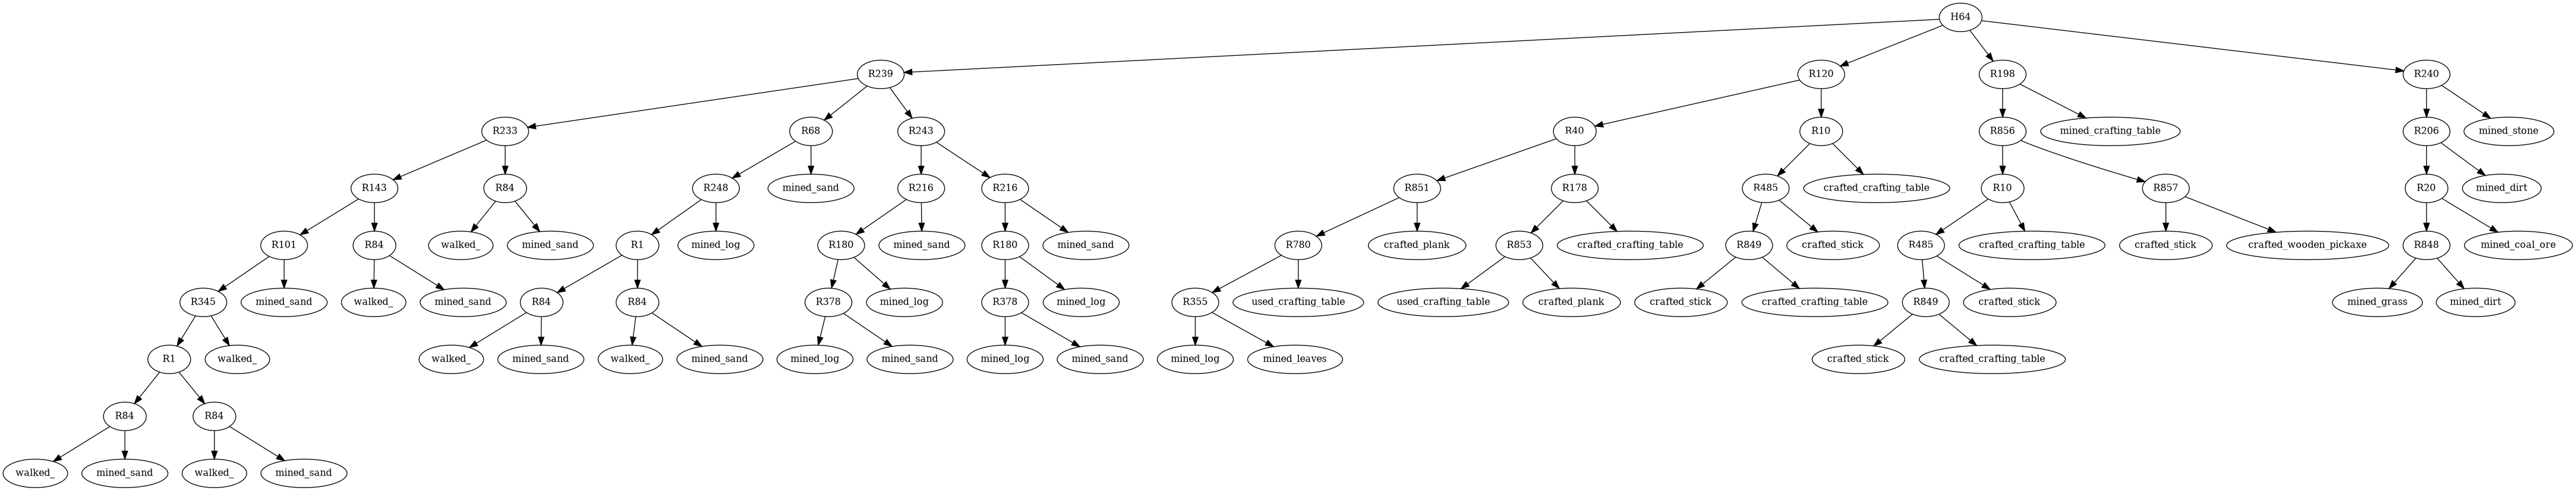 H64
R239 R120 R198 R240
R233 R68 R243 R40 R10 R856 mined_crafting_table R206 mined_stone
R143 R84 R248 mined_sand R216 R216 R851 R178 R485 crafted_crafting_table R10 R857 R20 mined_dirt
R101 R84 walked_ mined_sand R1 mined_log R180 mined_sand R180 mined_sand R780 crafted_plank R853 crafted_crafting_table R849 crafted_stick R485 crafted_crafting_table crafted_stick crafted_wooden_pickaxe R848 mined_coal_ore
R345 mined_sand walked_ mined_sand R84 R84 R378 mined_log R378 mined_log R355 used_crafting_table used_crafting_table crafted_plank crafted_stick crafted_crafting_table R849 crafted_stick mined_grass mined_dirt
R1 walked_ walked_ mined_sand walked_ mined_sand mined_log mined_sand mined_log mined_sand mined_log mined_leaves crafted_stick crafted_crafting_table
R84 R84
walked_ mined_sand walked_ mined_sand